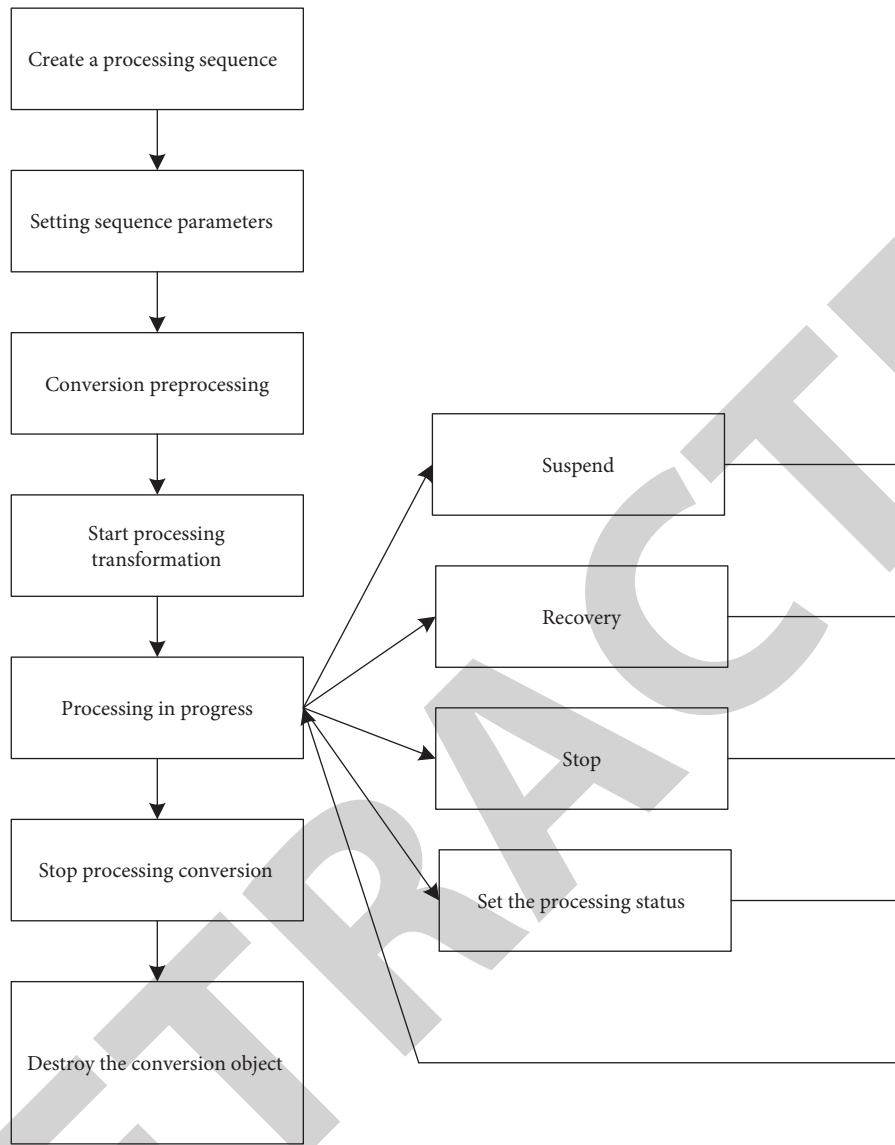 Create a processing sequence
Setting sequence parameters
Conversion preprocessing
Start processing
transformation
Processing in progress
Stop processing conversion
Destroy the conversion object
Suspend
Recovery
Stop
Set the processing status
ETRACTE